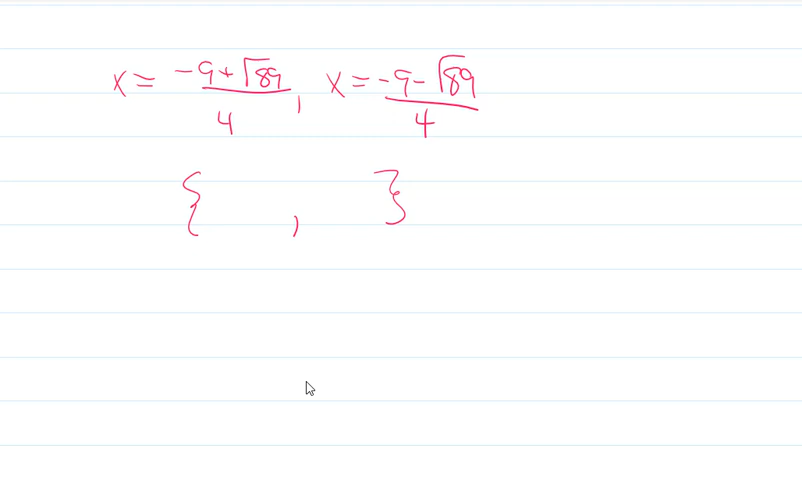 x = (-9+√89)/4, x = (-9-√89)/4
{ , }